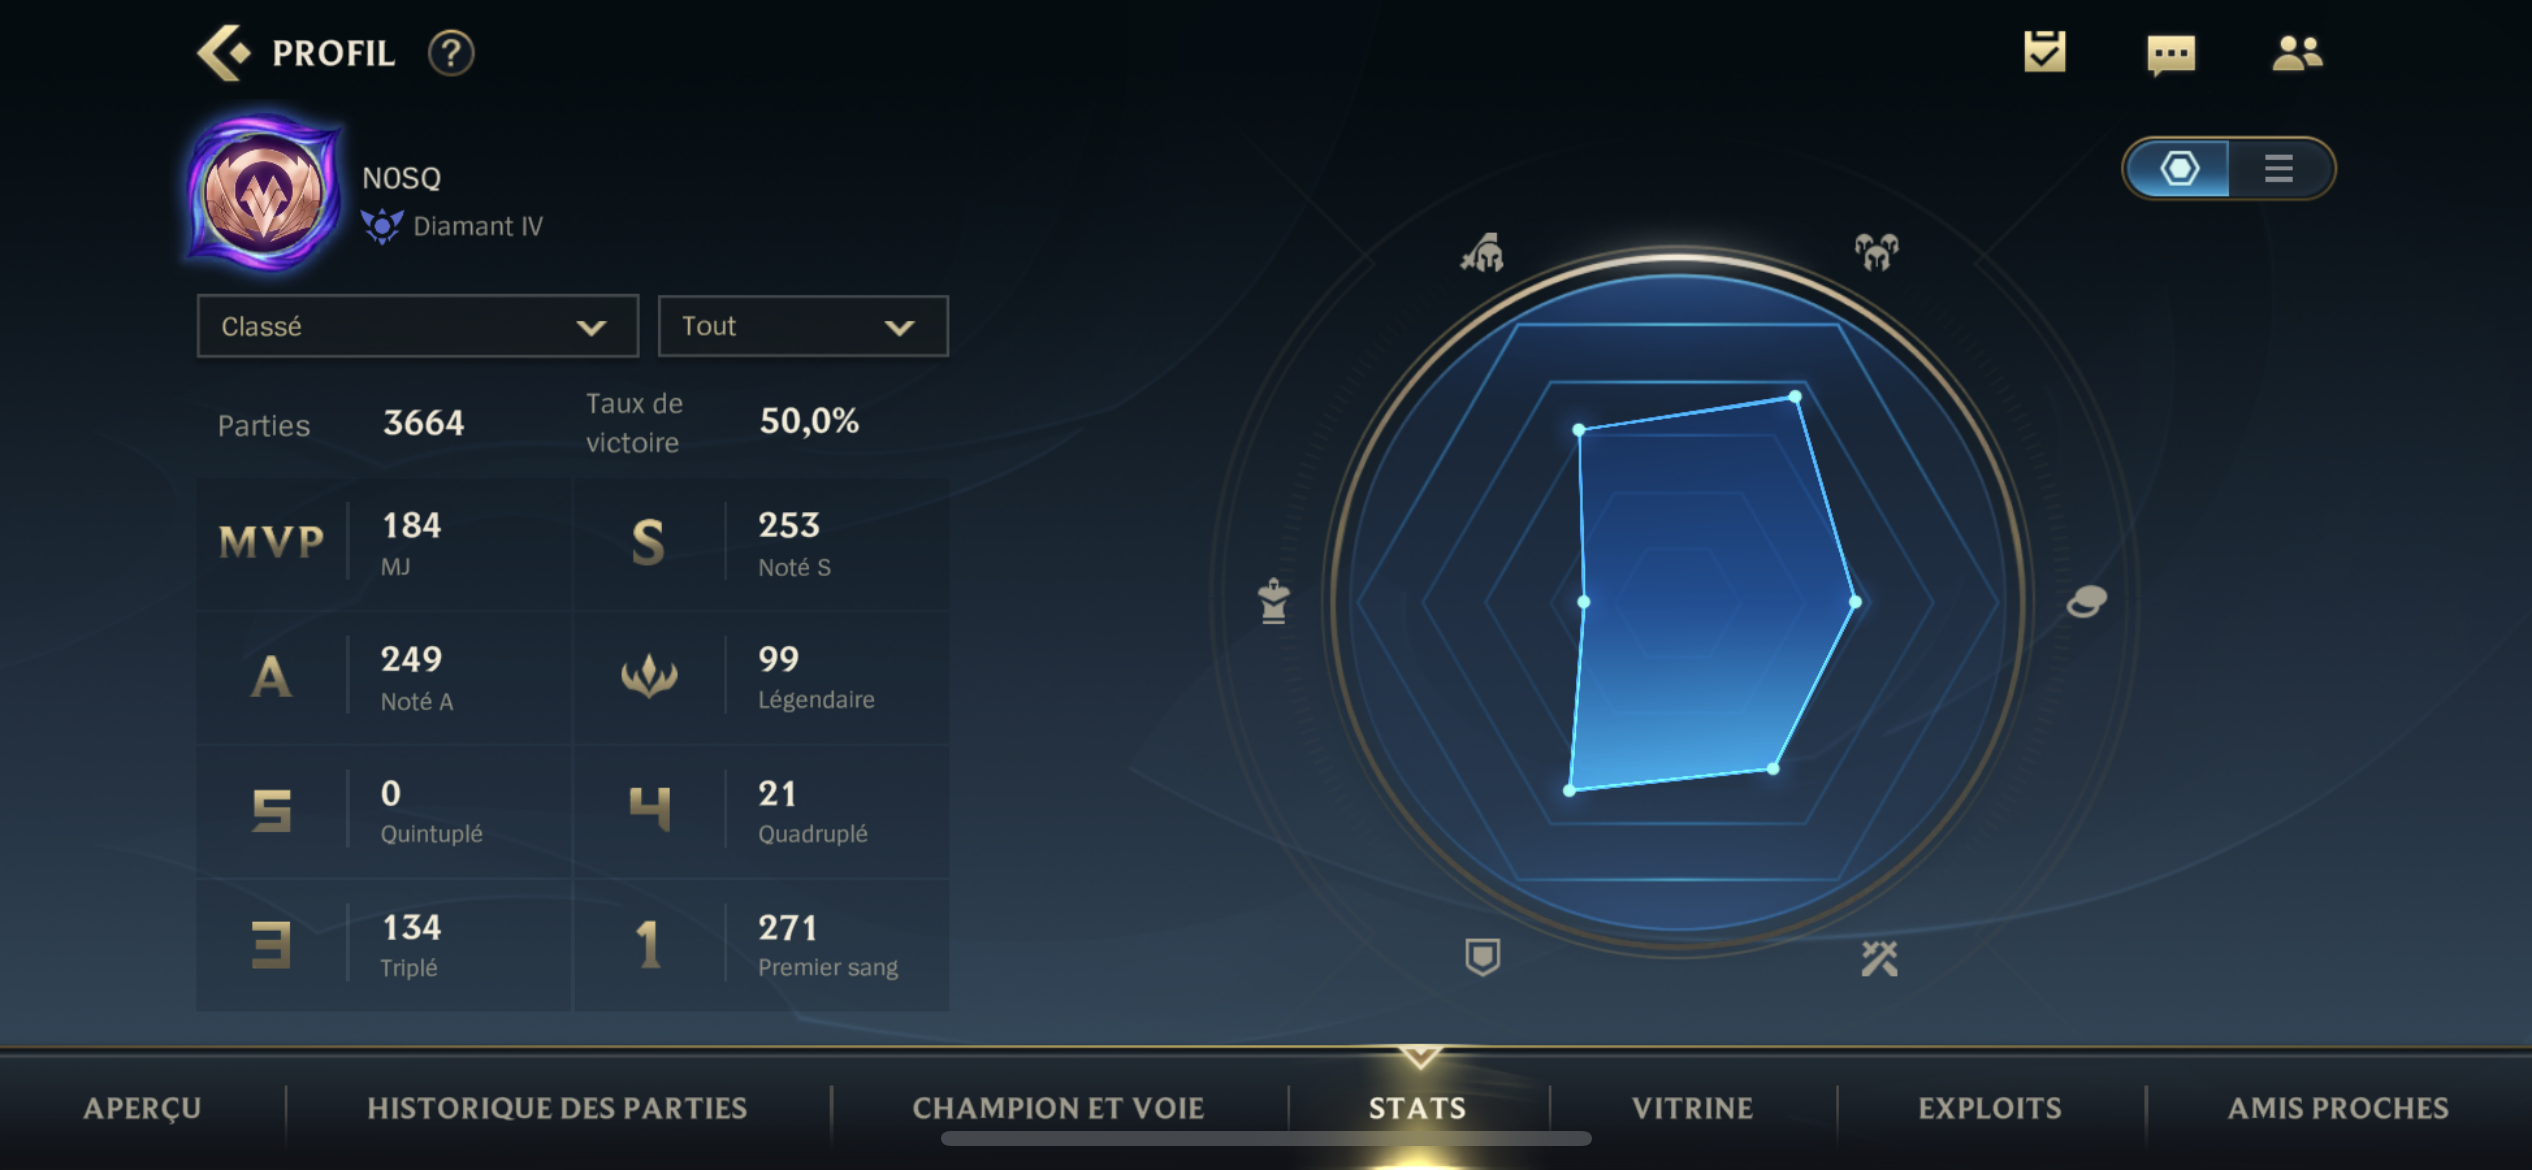 PROFIL ?
NOSQ
Diamant IV
Classé
Tout
Parties
3664
Taux de
victoire
50,0%
MVP
184
MJ
S
253
Noté S
A
249
Noté A
99
Légendaire
5
0
Quintuplé
4
21
Quadruplé
3
134
Triplé
1
271
Premier sang
APERÇU
HISTORIQUE DES PARTIES
CHAMPION ET VOIE
STATS
VITRINE
EXPLOITS
AMIS PROCHES